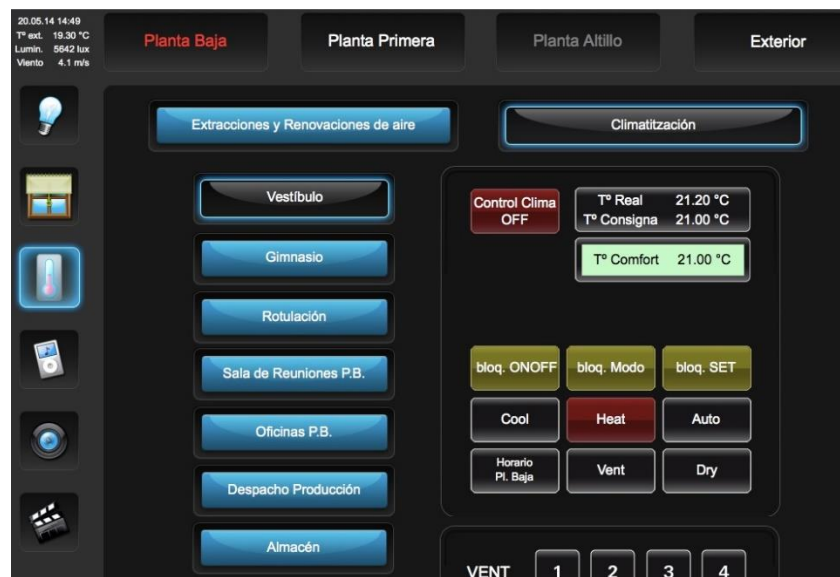 20.05.14 14:49
Tº ext. 19.30 °C
Lumin. 5642 lux
Viento 4.1 m/s
Planta Baja
Planta Primera
Planta Altillo
Exterior
Extracciones y Renovaciones de aire
Climatitzación
Vestíbulo
Gimnasio
Rotulación
Sala de Reuniones P.B.
Oficinas P.B.
Despacho Producción
Almacén
Control Clima
OFF
Tº Real 21.20 °C
Tº Consigna 21.00 °C
Tº Comfort 21.00 °C
bloq. ONOFF
bloq. Modo
bloq. SET
Cool
Heat
Auto
Horario
Pl. Baja
Vent
Dry
VENT 1 2 3 4